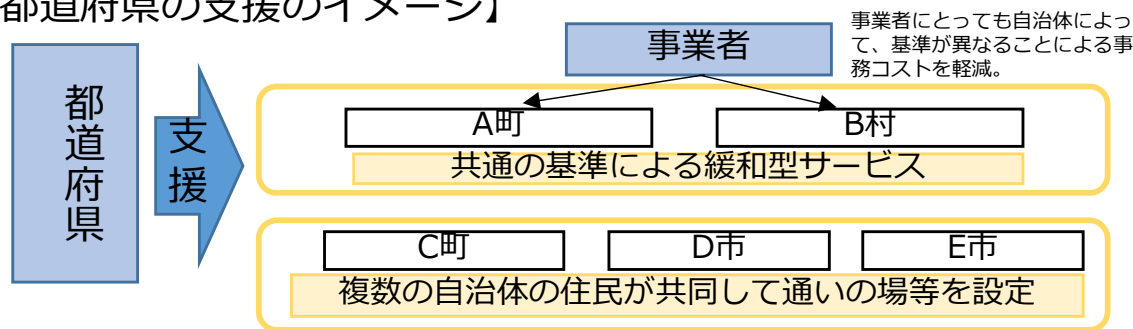 都道府県の支援のイメージ】
事業者にとっても自治体によっ
て、基準が異なることによる事
務コストを軽減。
事業者
都道府県
支援
A町
B村
共通の基準による緩和型サービス
C町
D市
E市
複数の自治体の住民が共同して通いの場等を設定